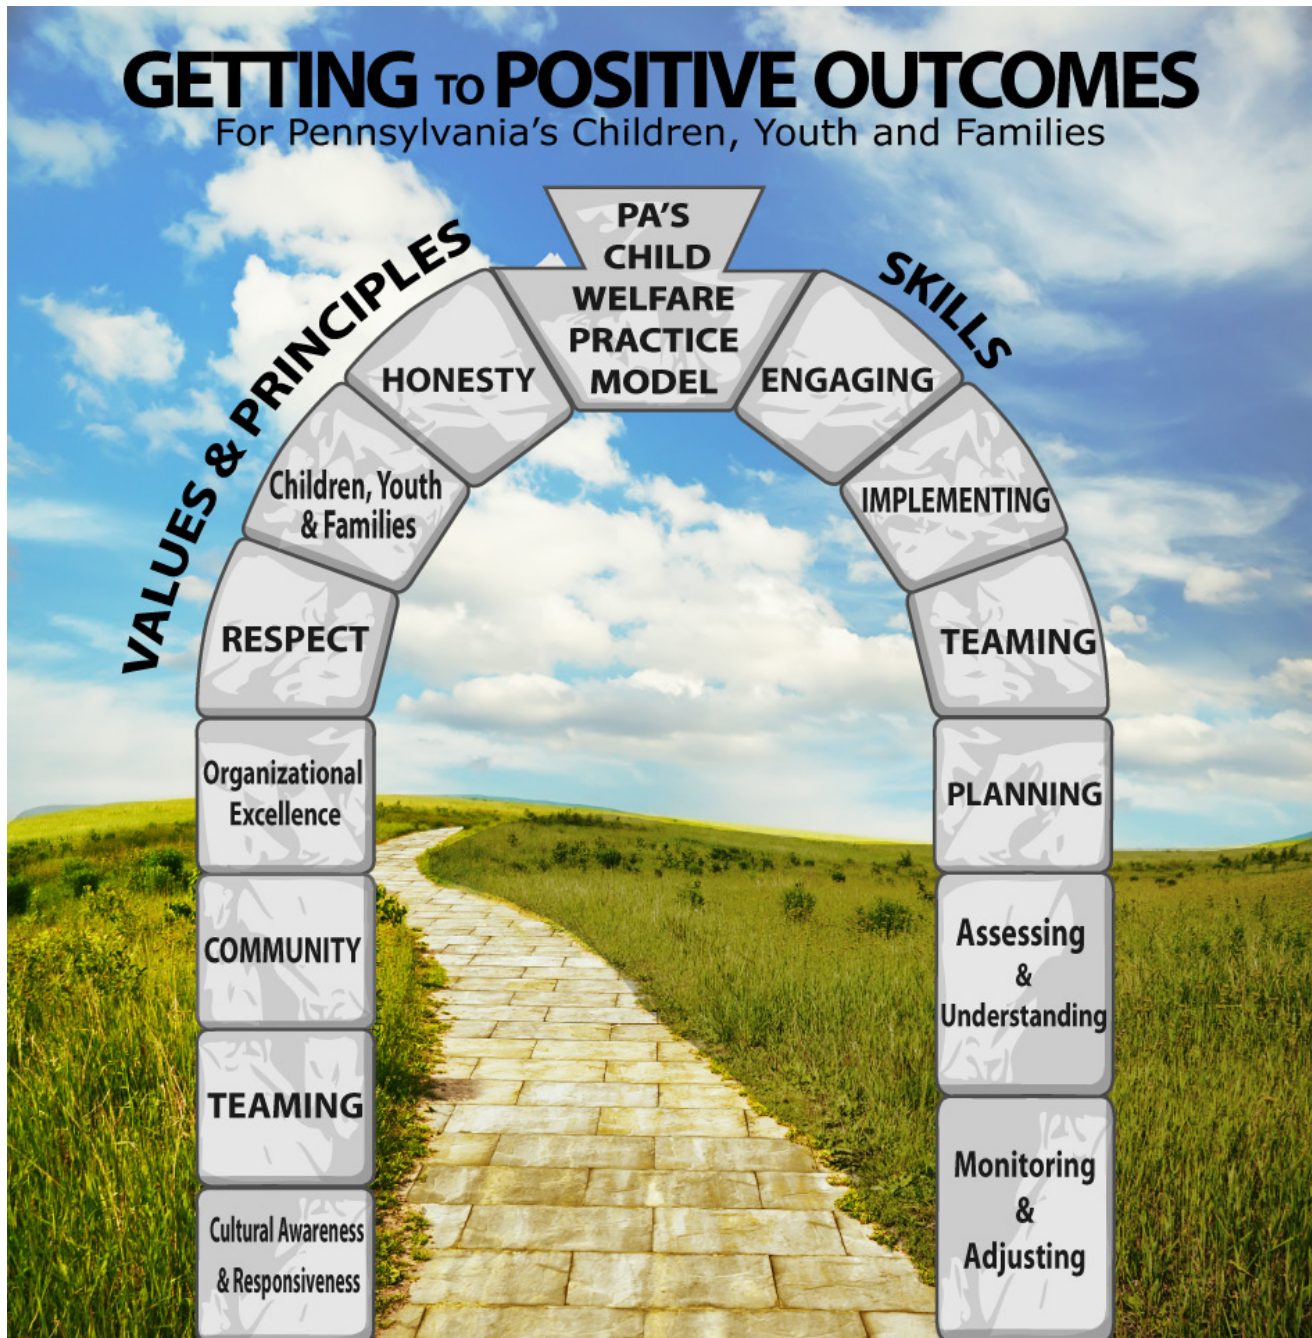 GETTING TO POSITIVE OUTCOMES
For Pennsylvania's Children, Youth and Families
VALUES & PRINCIPLES
SKILLS
PA'S
CHILD
WELFARE
PRACTICE
MODEL
HONESTY
Children, Youth
& Families
RESPECT
Organizational
Excellence
COMMUNITY
TEAMING
Cultural Awareness
& Responsiveness
ENGAGING
IMPLEMENTING
TEAMING
PLANNING
Assessing
&
Understanding
Monitoring
&
Adjusting